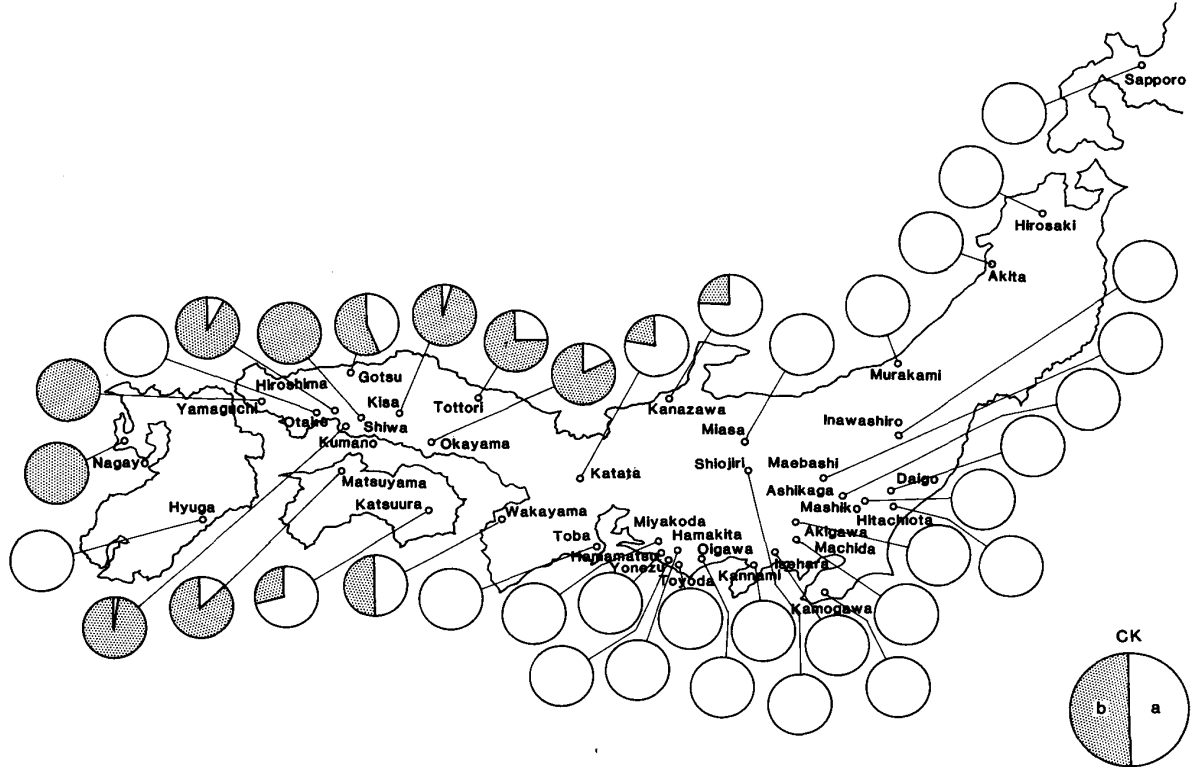 Sapporo
Hirosaki
Akita
Murakami
Hiroshima
Gotsu
Yamaguchi
Otake
Kisa
Tottori
Kanazawa
Shiwa
Kumano
Okayama
Miasa
Inawashiro
Nagayo
Matsuyama
Katata
Shiojiri
Maebashi
Daigo
Ashikaga
Mashiko
Hitachiota
Hyuga
Katsuura
Wakayama
Toba
Miyakoda
Hamakita
Akigawa
Machida
Hamamatsu
Yonezu
Oigawa
Toyoda
Kannami
Isehara
Kamogawa
CK
b a